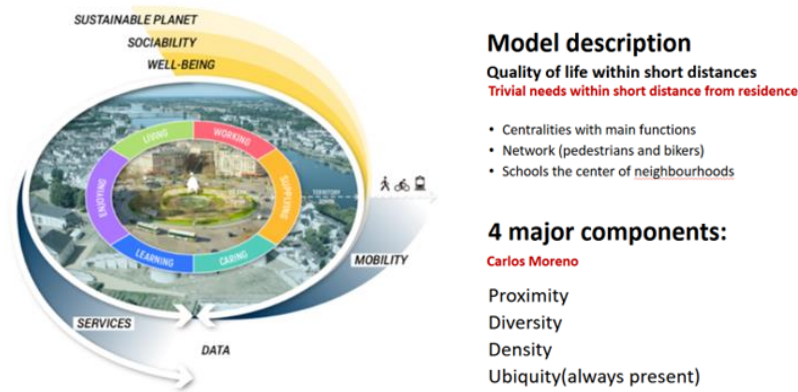 SUSTAINABLE PLANET
SOCIABILITY
WELL-BEING
LIVING
WORKING
SUPPLYING
CARING
LEARNING
ENJOYING
TERRITORY
MOBILITY
SERVICES
DATA
Model description
Quality of life within short distances
Trivial needs within short distance from residence
• Centralities with main functions
• Network (pedestrians and bikers)
• Schools the center of neighbourhoods
4 major components:
Carlos Moreno
Proximity
Diversity
Density
Ubiquity(always present)